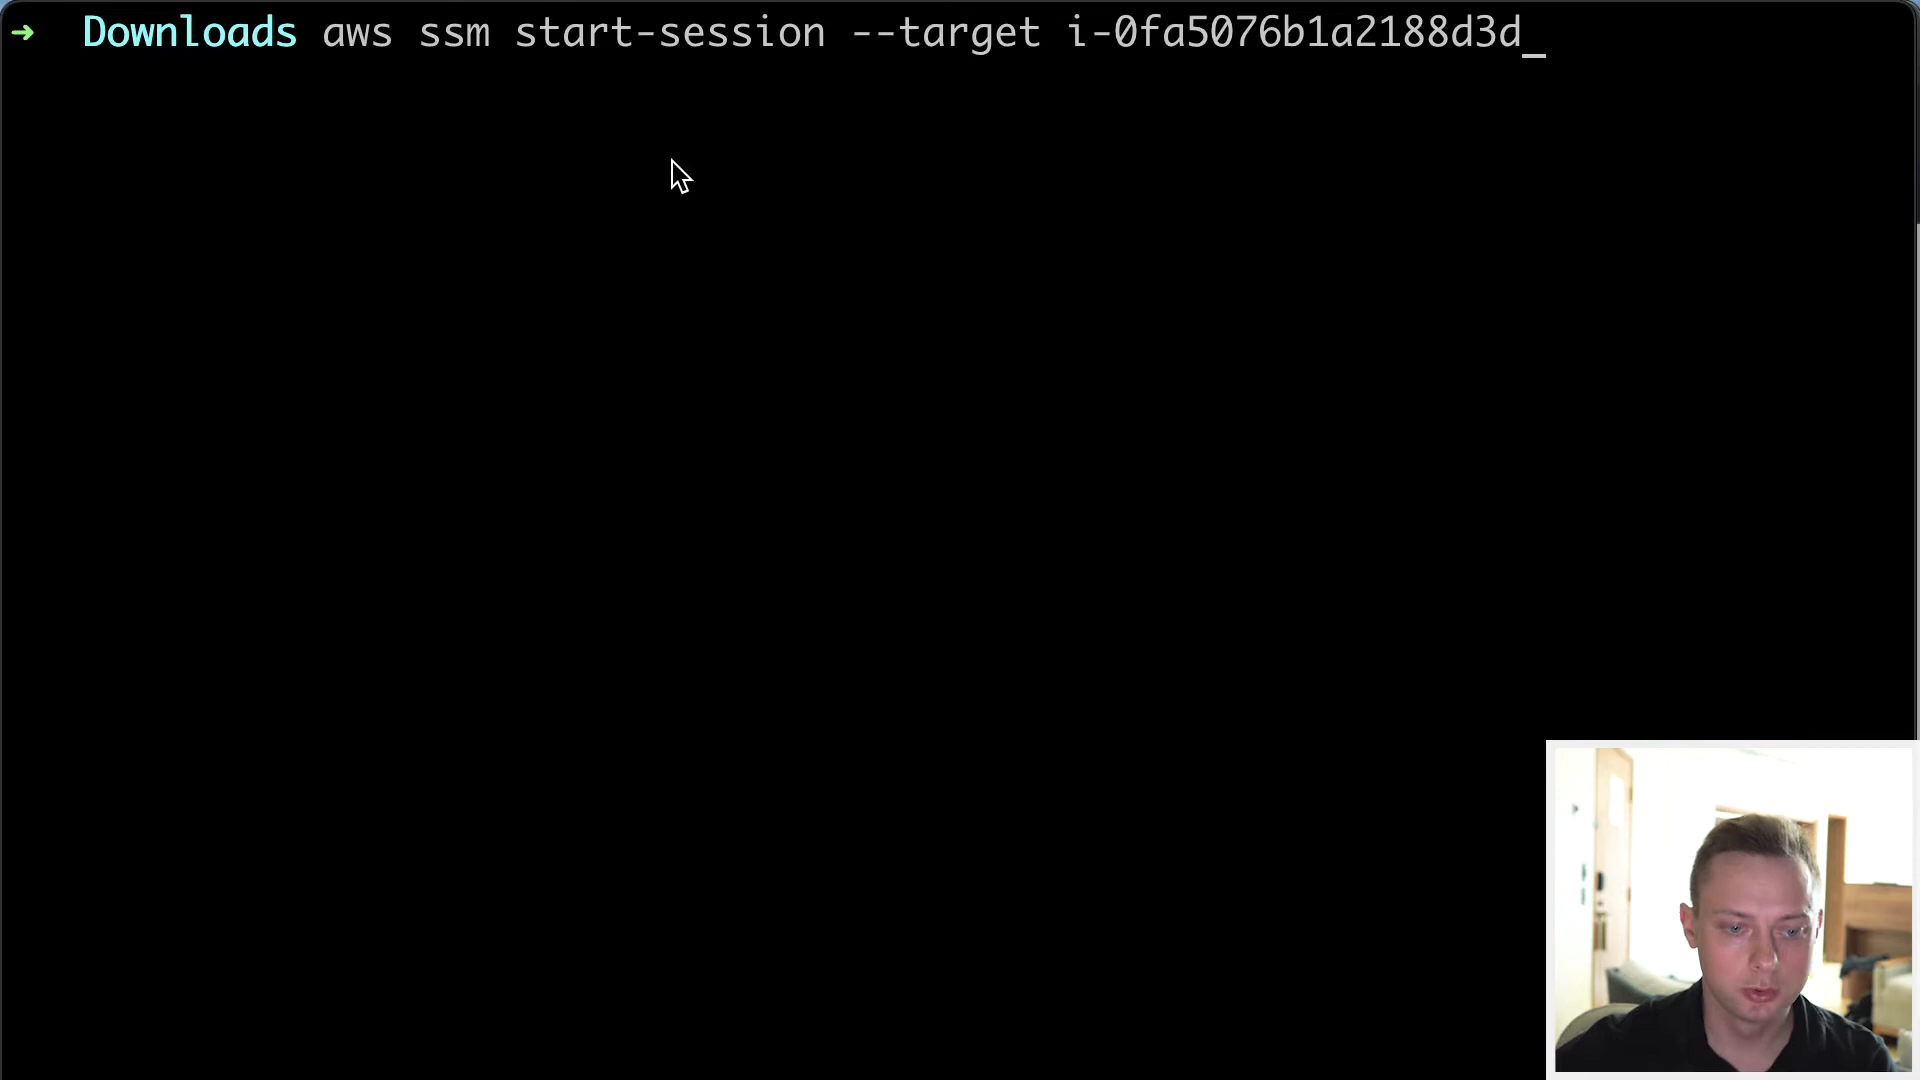 ➜ Downloads aws ssm start-session --target i-0fa5076b1a2188d3d_